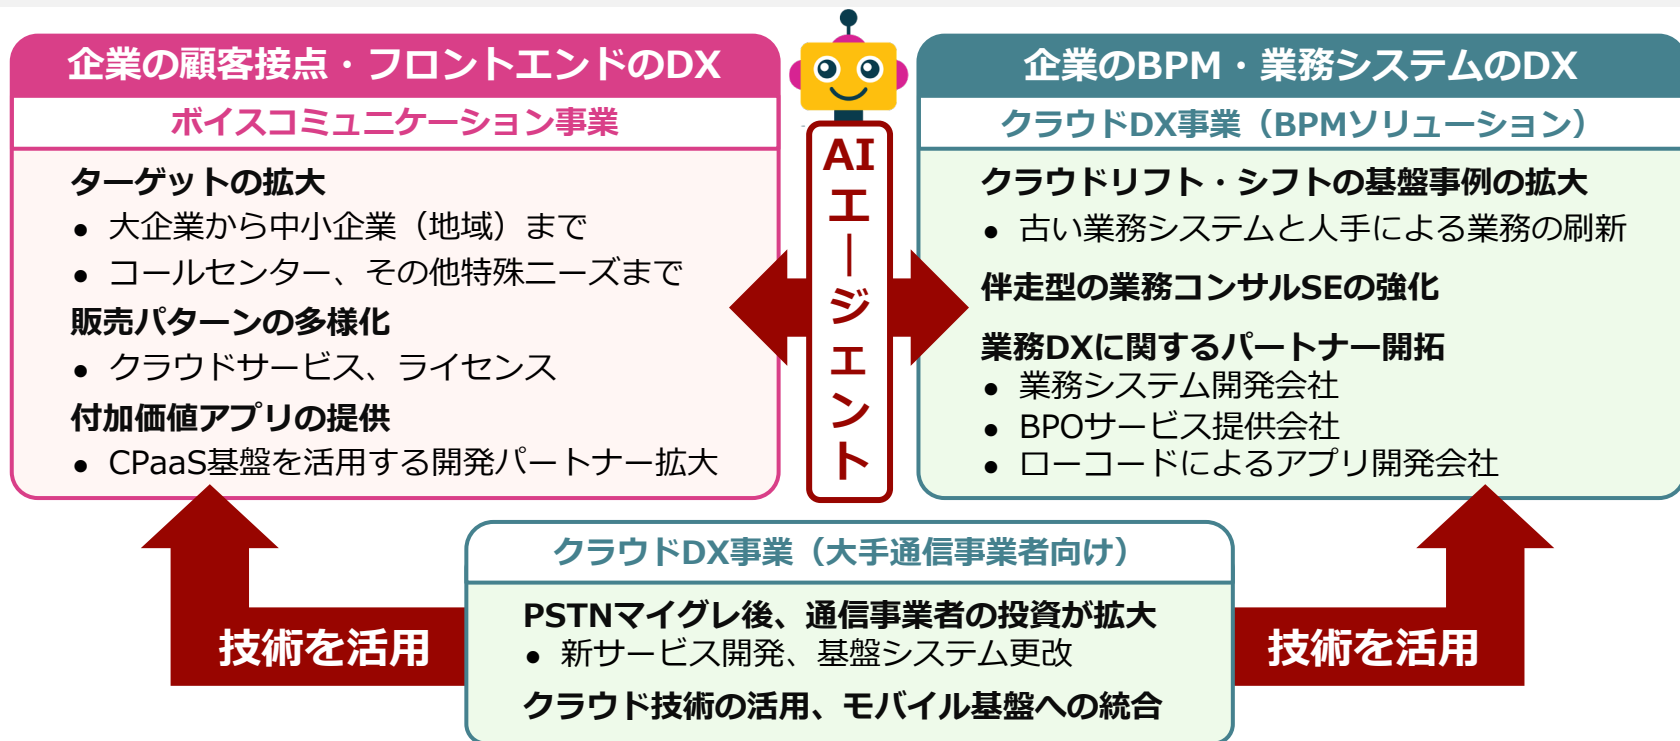 企業の顧客接点・フロントエンドのDX
ボイスコミュニケーション事業
ターゲットの拡大
● 大企業から中小企業（地域）まで
● コールセンター、その他特殊ニーズまで
販売パターンの多様化
● クラウドサービス、ライセンス
付加価値アプリの提供
● CPaaS基盤を活用する開発パートナー拡大
AIエージェント
企業のBPM・業務システムのDX
クラウドDX事業（BPMソリューション）
クラウドリフト・シフトの基盤事例の拡大
● 古い業務システムと人手による業務の刷新
伴走型の業務コンサルSEの強化
業務DXに関するパートナー開拓
● 業務システム開発会社
● BPOサービス提供会社
● ローコードによるアプリ開発会社
技術を活用
クラウドDX事業（大手通信事業者向け）
PSTNマイグレ後、通信事業者の投資が拡大
● 新サービス開発、基盤システム更改
クラウド技術の活用、モバイル基盤への統合
技術を活用